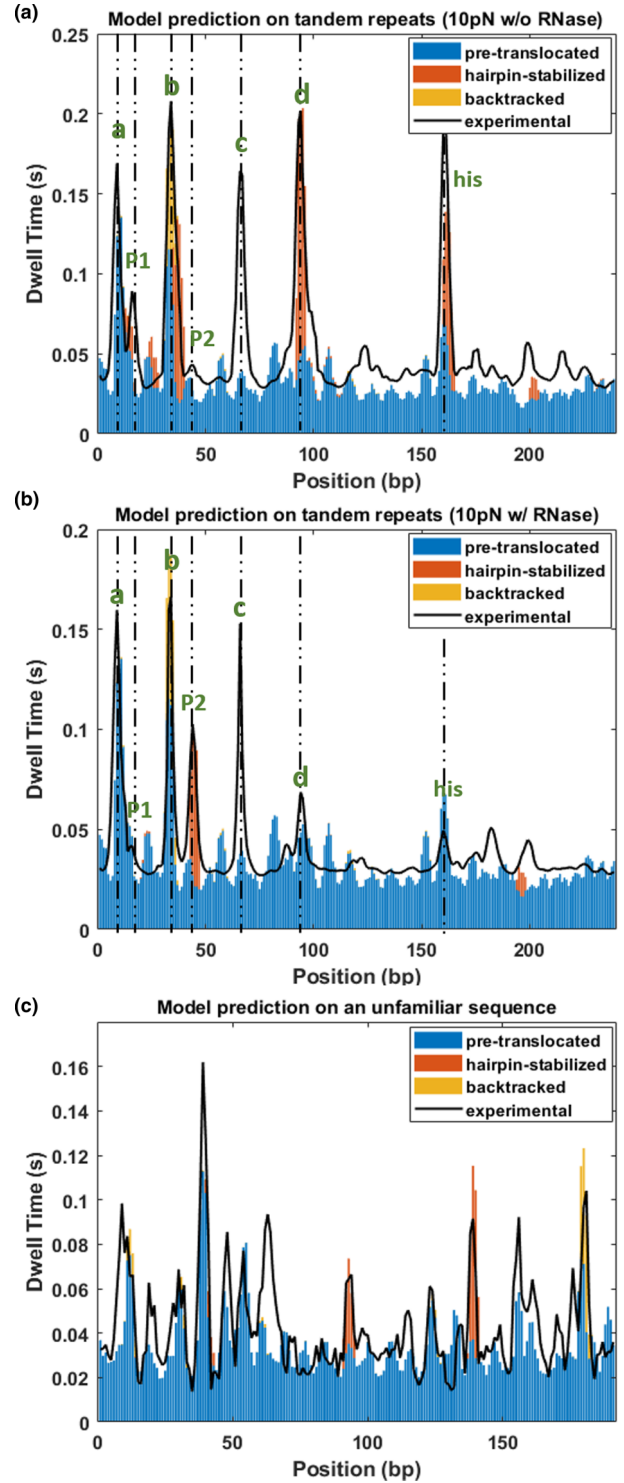 (a)
Model prediction on tandem repeats (10pN w/o RNase)
0.25
0.2
0.15
0.1
0.05
0
Dwell Time (s)
pre-translocated
hairpin-stabilized
backtracked
experimental
a
P1
b
P2
c
d
his
0
50
100
150
200
Position (bp)
(b)
Model prediction on tandem repeats (10pN w/ RNase)
0.2
0.15
0.1
0.05
0
Dwell Time (s)
pre-translocated
hairpin-stabilized
backtracked
experimental
a
P1
b
P2
c
d
his
0
50
100
150
200
Position (bp)
(c)
Model prediction on an unfamiliar sequence
0.16
0.14
0.12
0.1
0.08
0.06
0.04
0.02
0
Dwell Time (s)
pre-translocated
hairpin-stabilized
backtracked
experimental
0
50
100
150
Position (bp)